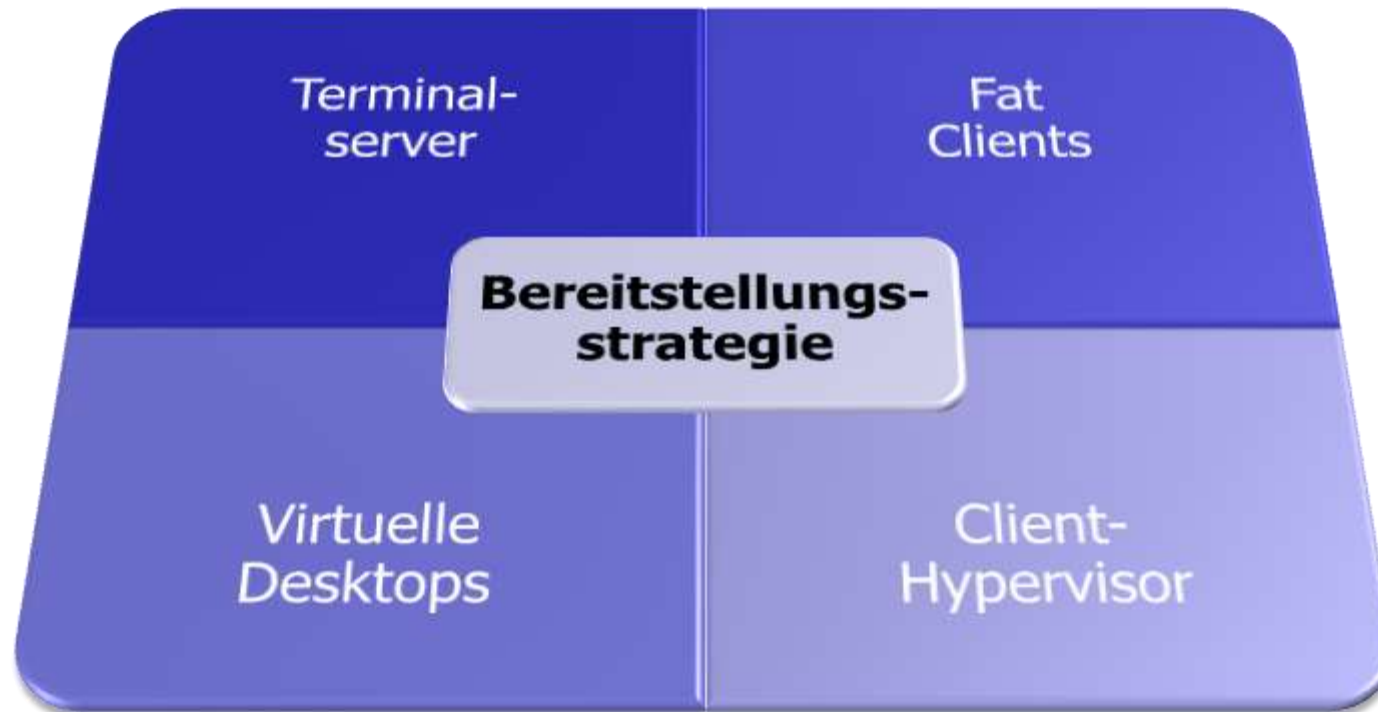 Terminal-
server
Fat
Clients
Bereitstellungs-
strategie
Virtuelle
Desktops
Client-
Hypervisor